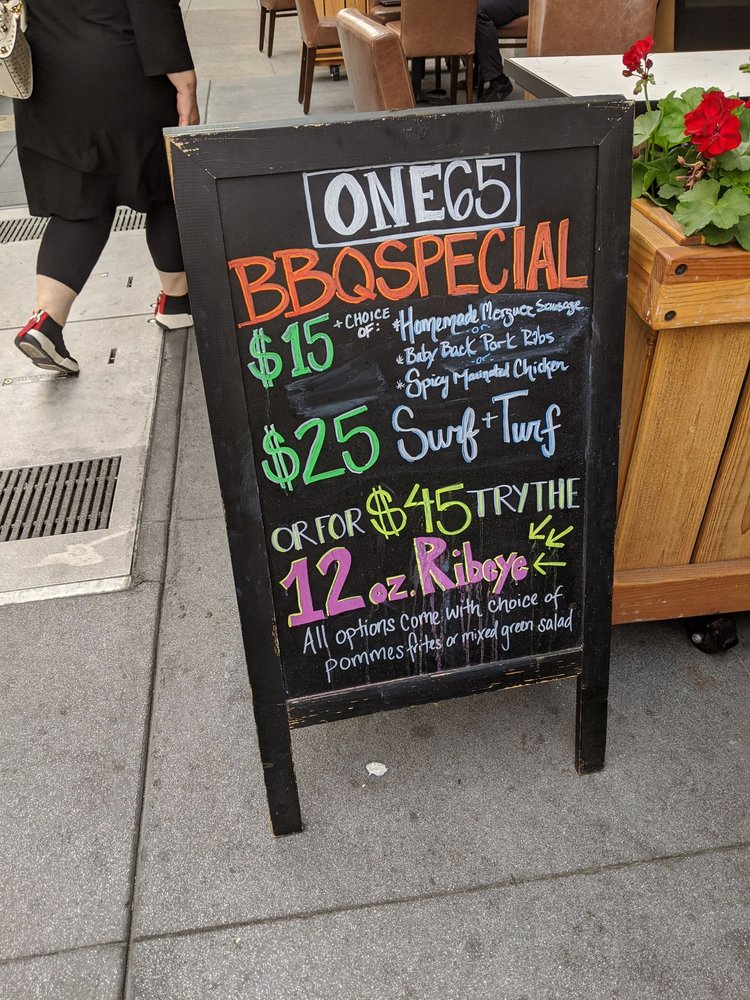 ONE65
BBQ SPECIAL
$15 + CHOICE OF: * Homemade Merguez Sausage
or
* Baby Back Pork Ribs
or
* Spicy Marinated Chicken
$25 Surf + Turf
OR FOR $45 TRY THE
12 oz. Ribeye
All options come with choice of
pommes frites or mixed green salad